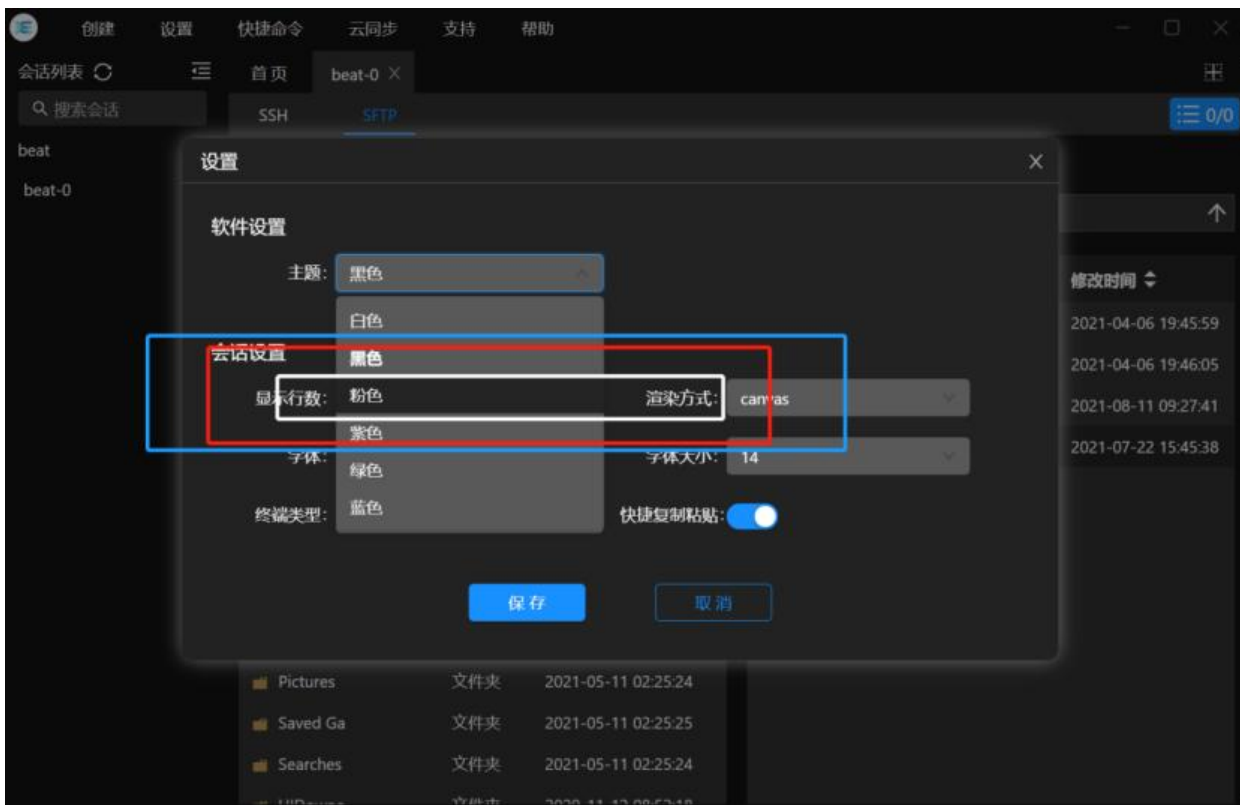 创建 设置 快捷命令 云同步 支持 帮助
会话列表 首页 beat-0
搜索会话 SSH SFTP 0/0
beat
beat-0
设置
软件设置
主题: 黑色
修改时间
白色
2021-04-06 19:45:59
会话设置 黑色
2021-04-06 19:46:05
显示行数: 粉色 渲染方式: canvas
2021-08-11 09:27:41
紫色
2021-07-22 15:45:38
字体: 字体大小: 14
绿色
蓝色
终端类型: 快捷复制粘贴:
保存 取消
Pictures 文件夹 2021-05-11 02:25:24
Saved Ga 文件夹 2021-05-11 02:25:25
Searches 文件夹 2021-05-11 02:25:24